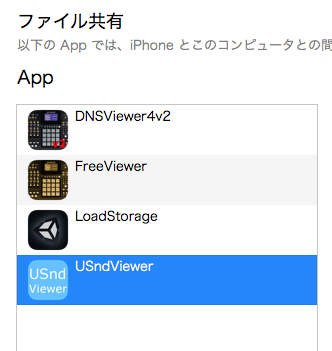 ファイル共有
以下の App では、iPhone とこのコンピュータとの間
App
DNSViewer4v2
FreeViewer
LoadStorage
USnd
Viewer
USndViewer